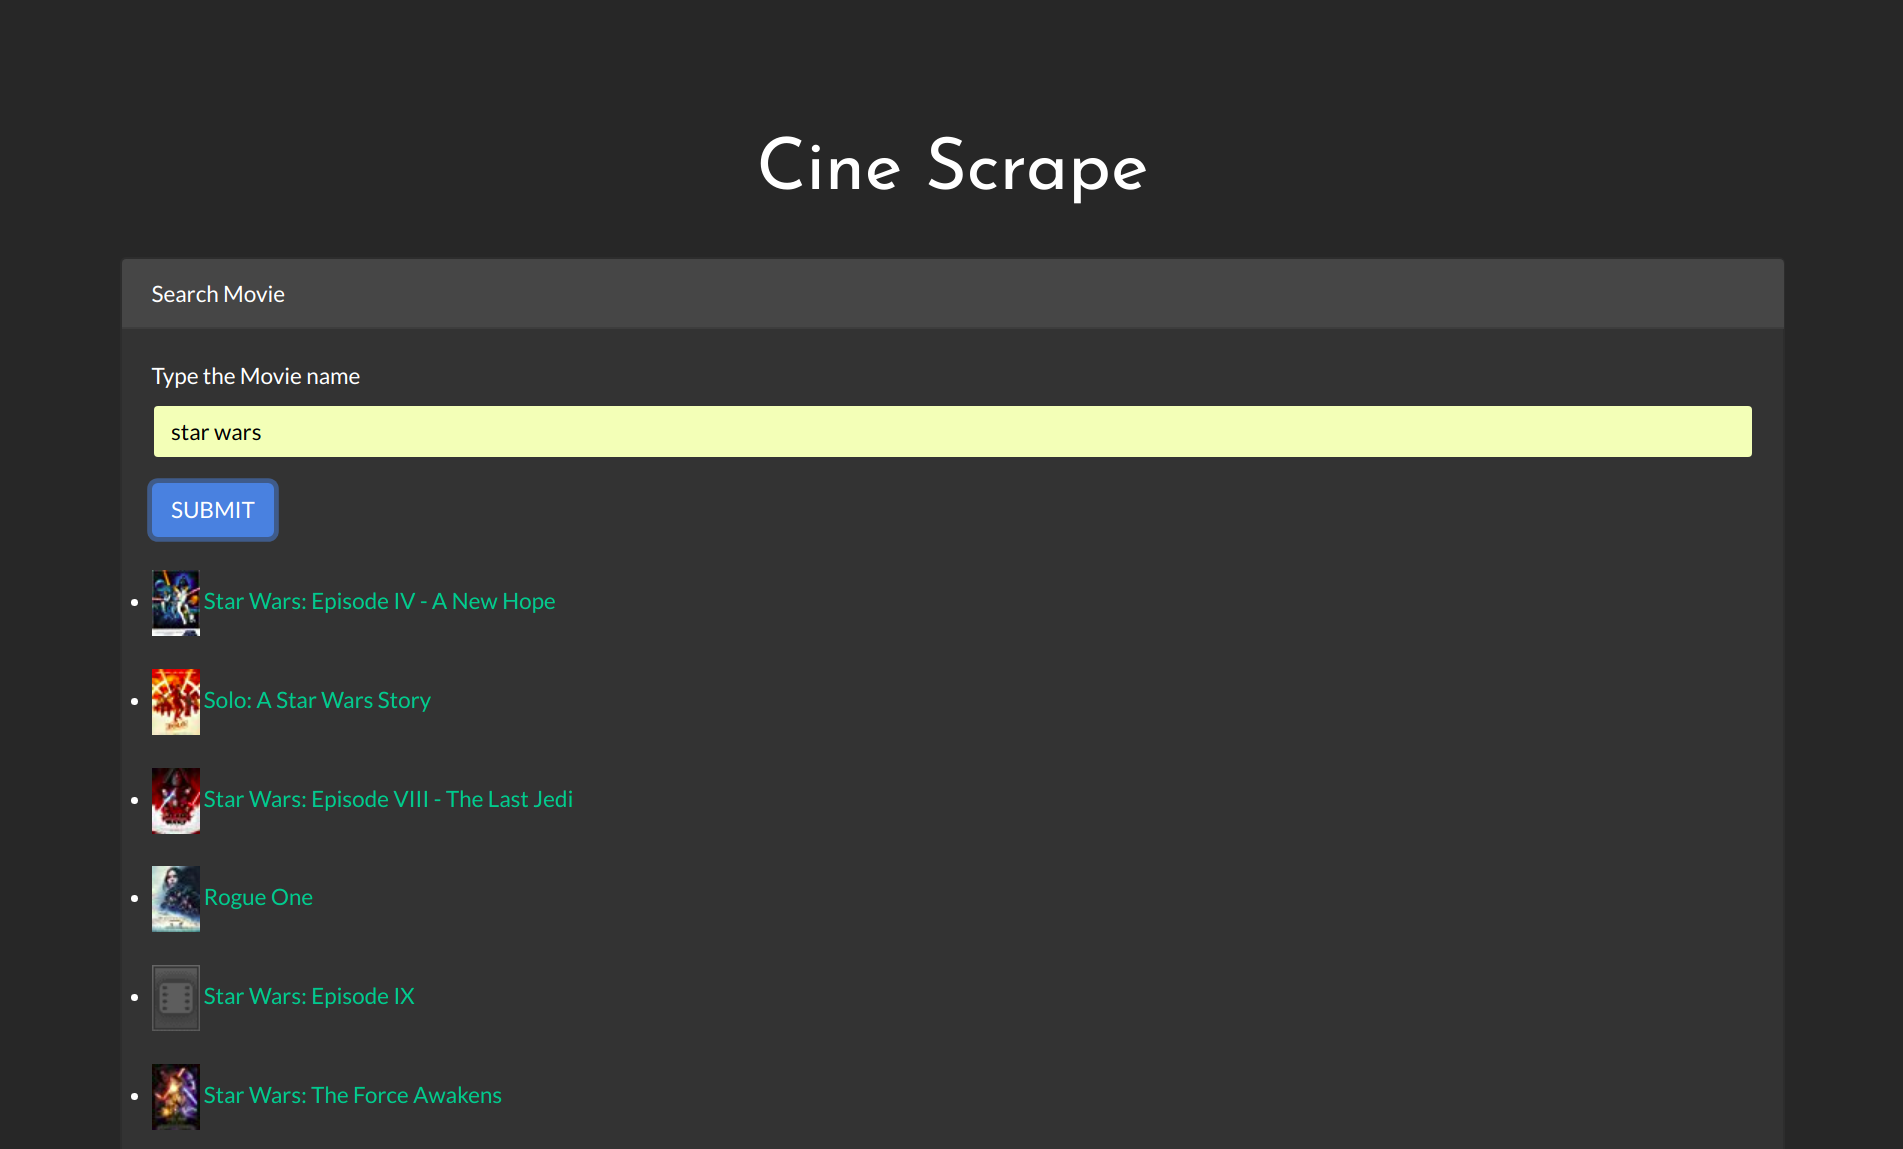 Cine Scrape
Search Movie
Type the Movie name
star wars
SUBMIT
Star Wars: Episode IV - A New Hope
Solo: A Star Wars Story
Star Wars: Episode VIII - The Last Jedi
Rogue One
Star Wars: Episode IX
Star Wars: The Force Awakens